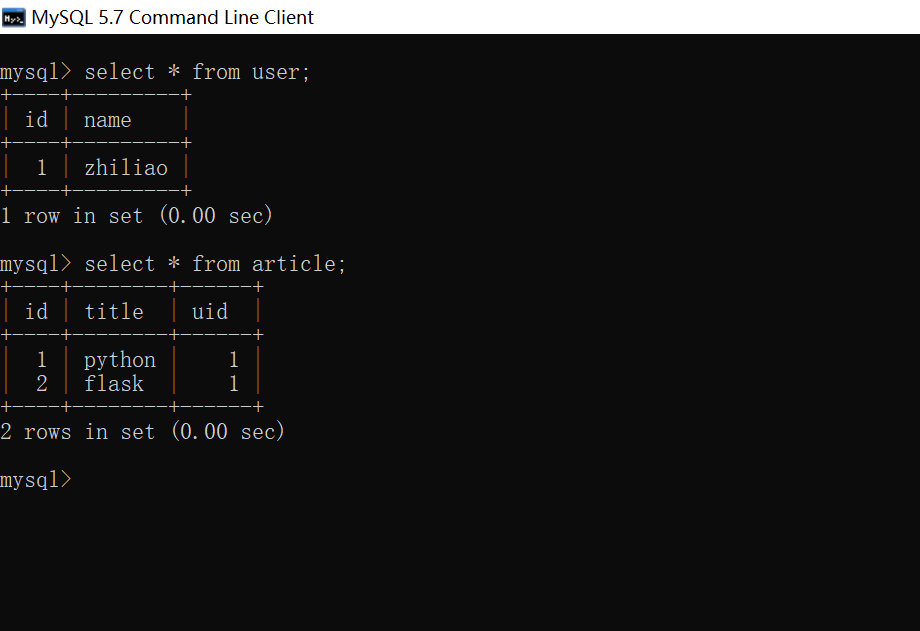 MySQL 5.7 Command Line Client
mysql> select * from user;
+----+---------+
| id | name    |
+----+---------+
|  1 | zhiliao |
+----+---------+
1 row in set (0.00 sec)
mysql> select * from article;
+----+--------+------+
| id | title  | uid  |
+----+--------+------+
|  1 | python |    1 |
|  2 | flask  |    1 |
+----+--------+------+
2 rows in set (0.00 sec)
mysql>